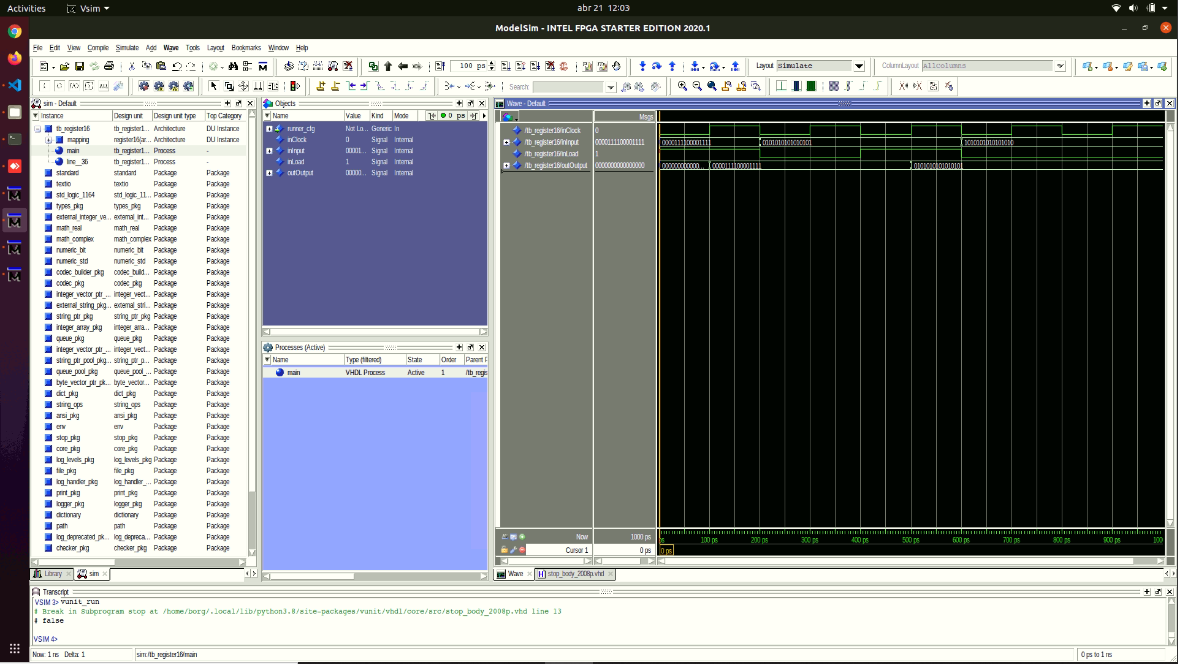 Activities Vsim abr 21 12:03
ModelSim - INTEL FPGA STARTER EDITION 2020.1
File Edit View Compile Simulate Add Wave Tools Layout Bookmarks Window Help
100 ps Layout Simulate ColumnLayout AllColumns
Search:
sim - Default
Instance Design unit Design unit type Top Category
tb_register16 tb_register1... Architecture DU Instance
mapping register16(ar... Architecture DU Instance
main tb_register1... Process -
line__36 tb_register1... Process -
standard standard Package Package
textio textio Package Package
std_logic_1164 std_logic_11... Package Package
types_pkg types_pkg Package Package
external_integer_ve... external_int... Package Package
math_real math_real Package Package
math_complex math_complex Package Package
numeric_bit numeric_bit Package Package
numeric_std numeric_std Package Package
codec_builder_pkg codec_build... Package Package
codec_pkg codec_pkg Package Package
integer_vector_ptr_... integer_vect... Package Package
external_string_pkg... external_stri... Package Package
string_ptr_pkg string_ptr_pkg Package Package
integer_array_pkg integer_arra... Package Package
queue_pkg queue_pkg Package Package
integer_vector_ptr_... integer_vect... Package Package
string_ptr_pool_pkg... string_ptr_p... Package Package
queue_pool_pkg queue_pool_... Package Package
byte_vector_ptr_pk... byte_vector... Package Package
dict_pkg dict_pkg Package Package
string_ops string_ops Package Package
ansi_pkg ansi_pkg Package Package
env env Package Package
stop_pkg stop_pkg Package Package
core_pkg core_pkg Package Package
log_levels_pkg log_levels_pkg Package Package
file_pkg file_pkg Package Package
log_handler_pkg log_handler_... Package Package
print_pkg print_pkg Package Package
logger_pkg logger_pkg Package Package
dictionary dictionary Package Package
path path Package Package
log_deprecated_pk... log_depreca... Package Package
checker_pkg checker_pkg Package Package
Library sim
Objects
Name Value Kind Mode 0 ps
runner_cfg Not Lo... Generic In
inClock 0 Signal Internal
inInput 00001... Signal Internal
inLoad 1 Signal Internal
outOutput 00000... Signal Internal
Processes (Active)
Name Type (filtered) State Order Parent P
main VHDL Process Active 1 /tb_regis
Wave - Default
Msgs
/tb_register16/inClock 0
/tb_register16/inInput 0000111100001111 0000111100001111 0101010101010101 1010101010101010
/tb_register16/inLoad 1
/tb_register16/outOutput 0000000000000000 000000000000... 0000111100001111 0101010101010101
Now 1000 ps ps 100 ps 200 ps 300 ps 400 ps 500 ps 600 ps 700 ps 800 ps 900 ps 100
Cursor 1 0 ps 0 ps
Wave stop_body_2008p.vhd
Transcript
VSIM 3> vunit_run
# Break in Subprogram stop at /home/borg/.local/lib/python3.8/site-packages/vunit/vhdl/core/src/stop_body_2008p.vhd line 13
# false
VSIM 4>
Now: 1 ns Delta: 1 sim:/tb_register16/main 0 ps to 1 ns